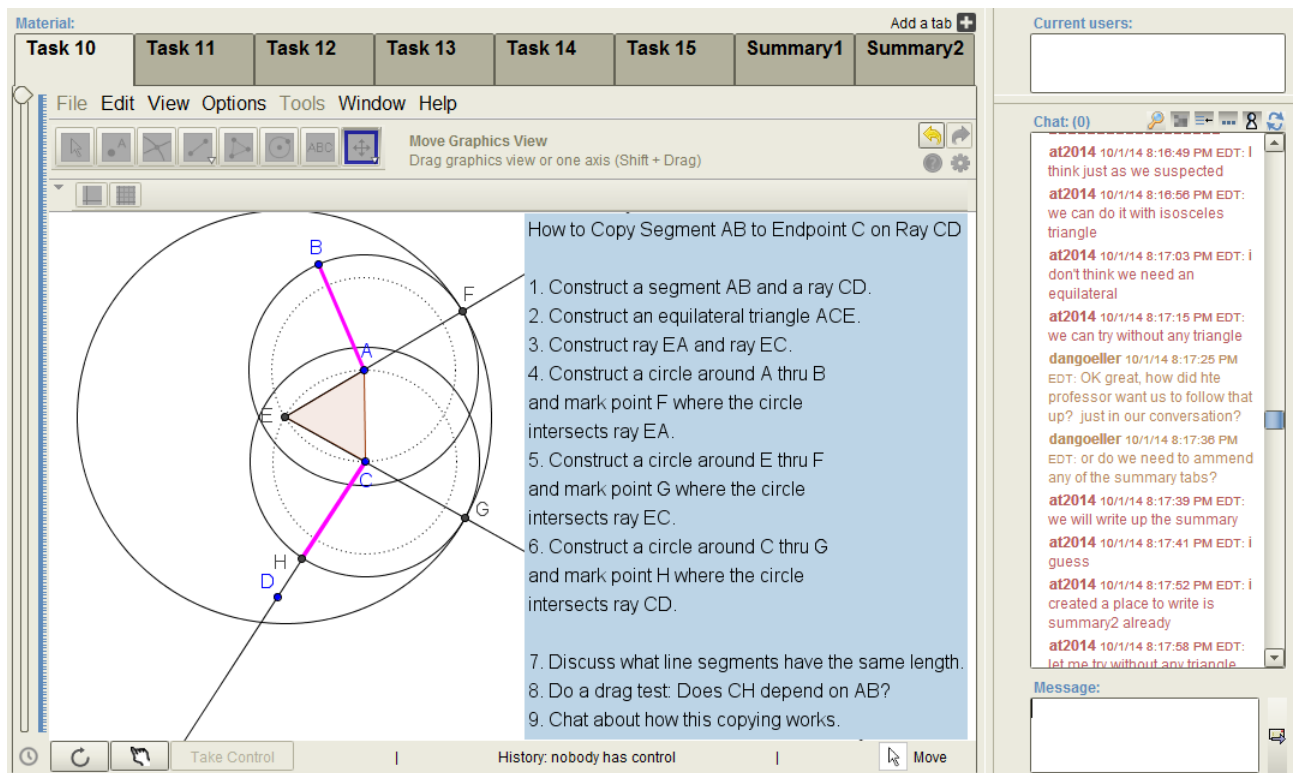 Material:
Add a tab
Task 10
Task 11
Task 12
Task 13
Task 14
Task 15
Summary1
Summary2
File Edit View Options Tools Window Help
ABC
Move Graphics View
Drag graphics view or one axis (Shift + Drag)
B
F
A
E
C
G
H
D
How to Copy Segment AB to Endpoint C on Ray CD
1. Construct a segment AB and a ray CD.
2. Construct an equilateral triangle ACE.
3. Construct ray EA and ray EC.
4. Construct a circle around A thru B
and mark point F where the circle
intersects ray EA.
5. Construct a circle around E thru F
and mark point G where the circle
intersects ray EC.
6. Construct a circle around C thru G
and mark point H where the circle
intersects ray CD.
7. Discuss what line segments have the same length.
8. Do a drag test: Does CH depend on AB?
9. Chat about how this copying works.
Take Control
History: nobody has control
Move
Current users:
Chat: (0)
at2014 10/1/14 8:16:49 PM EDT: I
think just as we suspected
at2014 10/1/14 8:16:56 PM EDT:
we can do it with isosceles
triangle
at2014 10/1/14 8:17:03 PM EDT: i
don't think we need an
equilateral
at2014 10/1/14 8:17:15 PM EDT:
we can try without any triangle
dangoeller 10/1/14 8:17:25 PM
EDT: OK great, how did hte
professor want us to follow that
up? just in our conversation?
dangoeller 10/1/14 8:17:36 PM
EDT: or do we need to ammend
any of the summary tabs?
at2014 10/1/14 8:17:39 PM EDT:
we will write up the summary
at2014 10/1/14 8:17:41 PM EDT: i
guess
at2014 10/1/14 8:17:52 PM EDT: i
created a place to write is
summary2 already
at2014 10/1/14 8:17:58 PM EDT:
let me try without any triangle
Message: